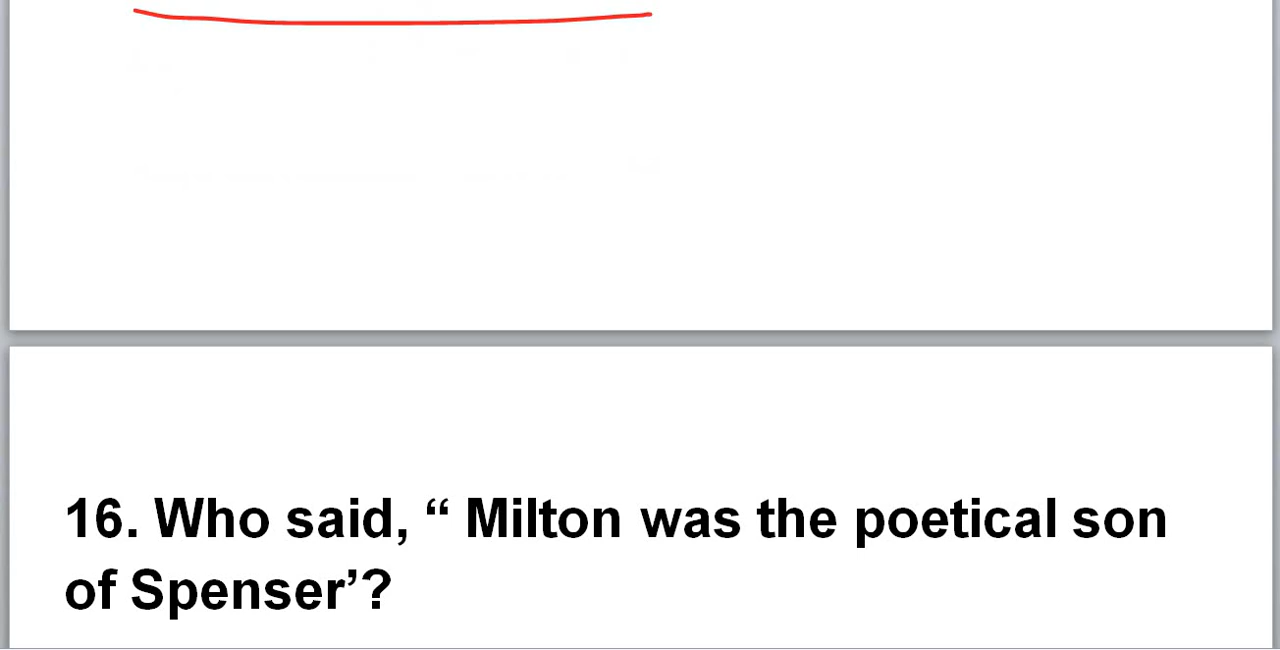 16. Who said, “ Milton was the poetical son
of Spenser’?